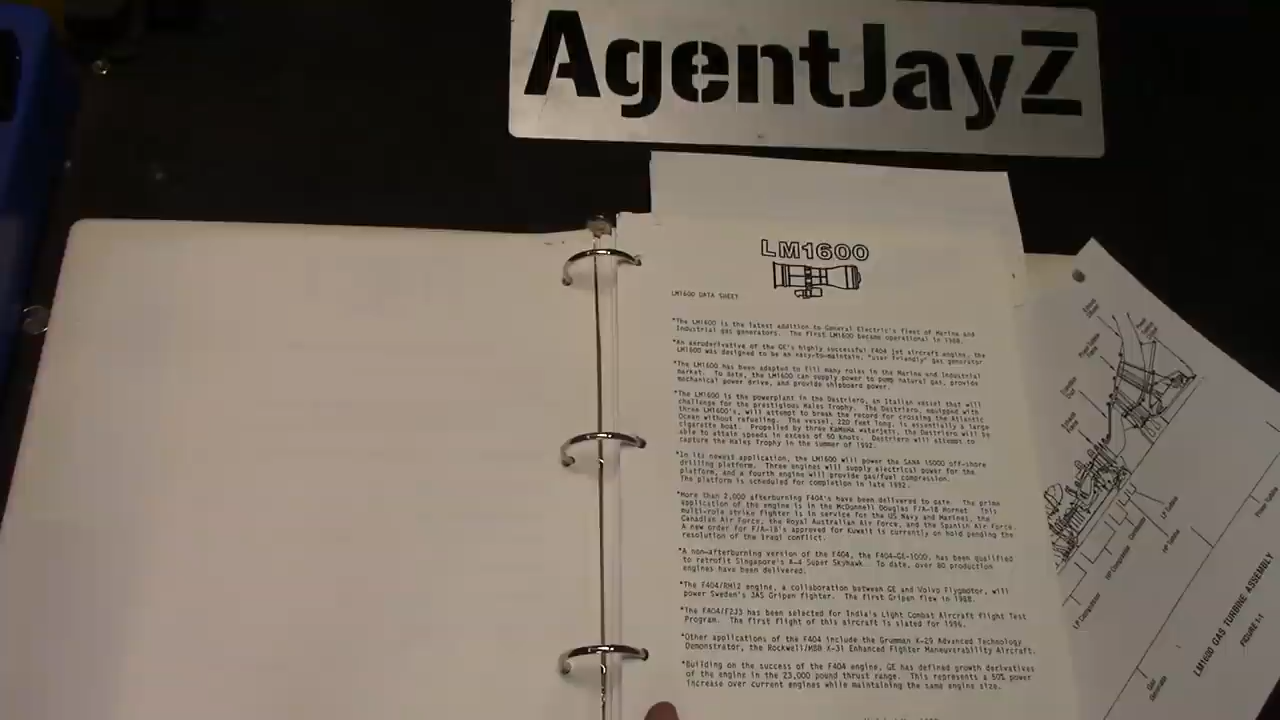 AgentJayZ
LM1600
LM1600 DATA SHEET
*The LM1600 is the latest addition to General Electric's fleet of Marine and
Industrial gas generators. The first LM1600 became operational in 1988.
*An aeroderivative of the GE's highly successful F404 jet aircraft engine, the
LM1600 was designed to be an easy-to-maintain, "user friendly" gas generator
*The LM1600 has been adapted to fill many roles in the Marine and Industrial
market. To date, the LM1600 can supply power to pump natural gas, provide
mechanical power drive, and provide shipboard power.
*The LM1600 is the powerplant in the Destriero, an Italian vessel that will
challenge for the prestigious Hales Trophy. The Destriero, equipped with
three LM1600's, will attempt to break the record for crossing the Atlantic
Ocean without refueling. The vessel, 220 feet long, is essentially a large
cigarette boat. Propelled by three KaMeWa waterjets, the Destriero will be
able to attain speeds in excess of 50 knots. Destriero will attempt to
capture the Hales Trophy in the summer of 1992.
*In its newest application, the LM1600 will power the SANA 15000 off-shore
drilling platform. Three engines will supply electrical power for the
platform, and a fourth engine will provide gas/fuel compression.
The platform is scheduled for completion in late 1992.
*More than 2,000 afterburning F404's have been delivered to date. The prime
application of the engine is in the McDonnell Douglas F/A-18 Hornet. This
multi-role strike fighter is in service for the US Navy and Marines, the
Canadian Air Force, the Royal Australian Air Force, and the Spanish Air Force.
A new order for F/A-18's approved for Kuwait is currently on hold pending the
resolution of the Iraqi conflict.
*A non-afterburning version of the F404, the F404-GE-100D, has been qualified
to retrofit Singapore's A-4 Super Skyhawk. To date, over 80 production
engines have been delivered.
*The F404/RM12 engine, a collaboration between GE and Volvo Flygmotor, will
power Sweden's JAS Gripen fighter. The first Gripen flew in 1988.
*The F404/F2J3 has been selected for India's Light Combat Aircraft Flight Test
Program. The first flight of this aircraft is slated for 1996.
*Other applications of the F404 include the Grumman X-29 Advanced Technology
Demonstrator, the Rockwell/MBB X-31 Enhanced Fighter Maneuverability Aircraft.
*Building on the success of the F404 engine, GE has defined growth derivatives
of the engine in the 23,000 pound thrust range. This represents a 50% power
increase over current engines while maintaining the same engine size.
LP Compressor
HP Compressor
Combustor
HP Turbine
LP Turbine
Power Turbine
Gas
Generator
LM1600 GAS TURBINE ASSEMBLY
FIGURE 1-1